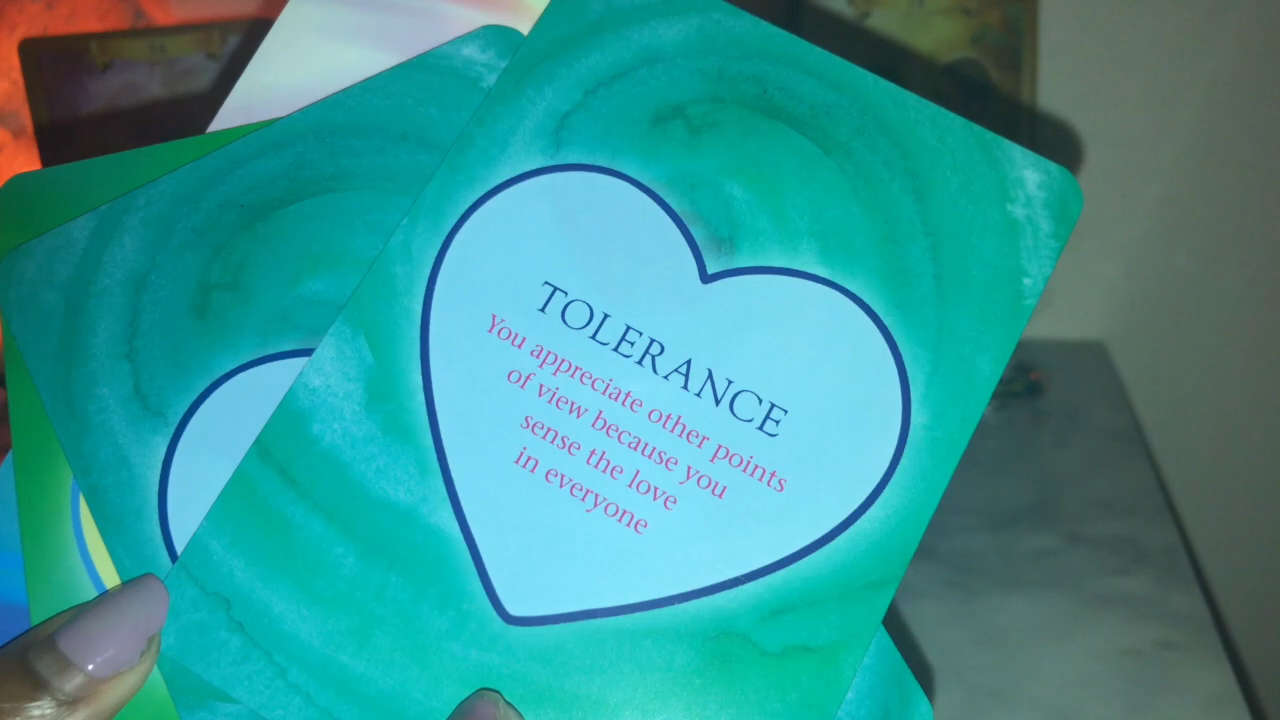 TOLERANCE
You appreciate other points
of view because you
sense the love
in everyone